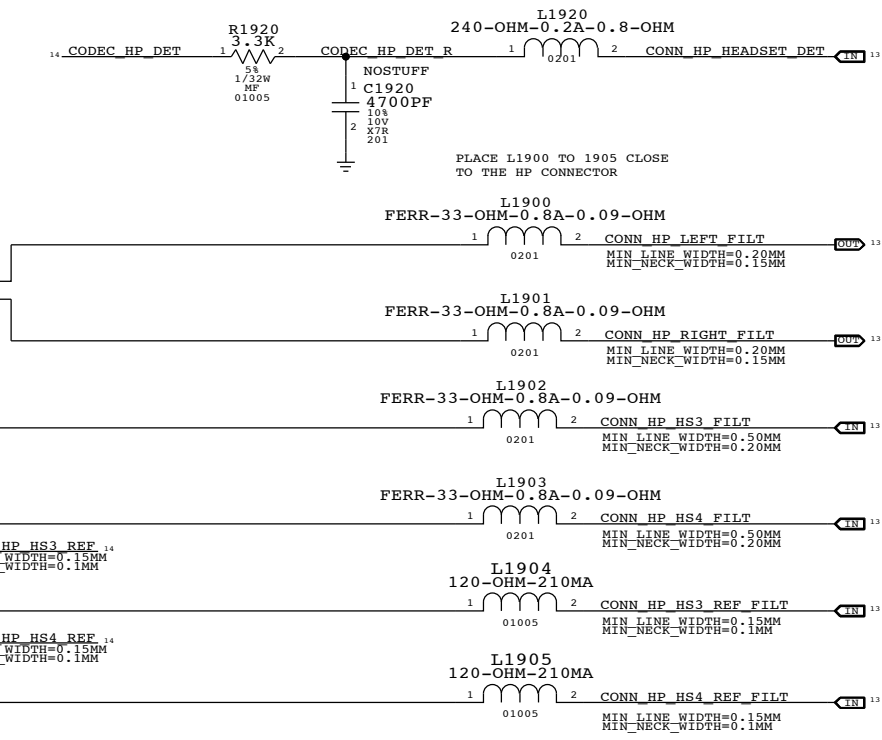 L1920
240-OHM-0.2A-0.8-OHM
R1920
3.3K
14 CODEC_HP_DET 1 2 CODEC_HP_DET_R 1 2 CONN_HP_HEADSET_DET IN 13
0201
5%
1/32W
MF
01005
NOSTUFF
1 C1920
4700PF
10%
10V
2 X7R
201
PLACE L1900 TO 1905 CLOSE
TO THE HP CONNECTOR
L1900
FERR-33-OHM-0.8A-0.09-OHM
1 2 CONN_HP_LEFT_FILT OUT 13
0201 MIN_LINE_WIDTH=0.20MM
MIN_NECK_WIDTH=0.15MM
L1901
FERR-33-OHM-0.8A-0.09-OHM
1 2 CONN_HP_RIGHT_FILT OUT 13
0201 MIN_LINE_WIDTH=0.20MM
MIN_NECK_WIDTH=0.15MM
L1902
FERR-33-OHM-0.8A-0.09-OHM
1 2 CONN_HP_HS3_FILT IN 13
0201 MIN_LINE_WIDTH=0.50MM
MIN_NECK_WIDTH=0.20MM
L1903
FERR-33-OHM-0.8A-0.09-OHM
1 2 CONN_HP_HS4_FILT IN 13
0201 MIN_LINE_WIDTH=0.50MM
MIN_NECK_WIDTH=0.20MM
HP_HS3_REF 14
WIDTH=0.15MM
WIDTH=0.1MM
L1904
120-OHM-210MA
1 2 CONN_HP_HS3_REF_FILT IN 13
01005 MIN_LINE_WIDTH=0.15MM
MIN_NECK_WIDTH=0.1MM
HP_HS4_REF 14
WIDTH=0.15MM
WIDTH=0.1MM
L1905
120-OHM-210MA
1 2 CONN_HP_HS4_REF_FILT IN 13
01005 MIN_LINE_WIDTH=0.15MM
MIN_NECK_WIDTH=0.1MM